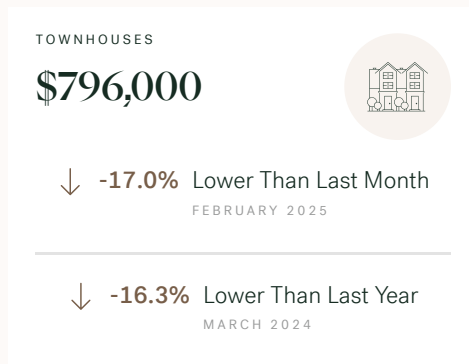 TOWNHOUSES
$796,000
-17.0% Lower Than Last Month
FEBRUARY 2025
-16.3% Lower Than Last Year
MARCH 2024